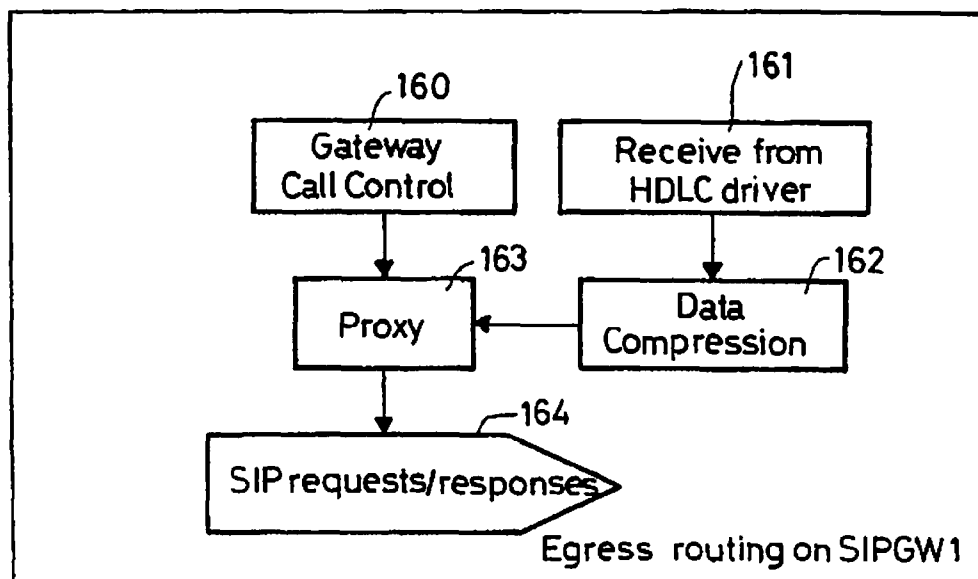 160
161
Gateway
Call Control
Receive from
HDLC driver
163
162
Proxy
Data
Compression
164
SIP requests/responses
Egress routing on SIPGW1